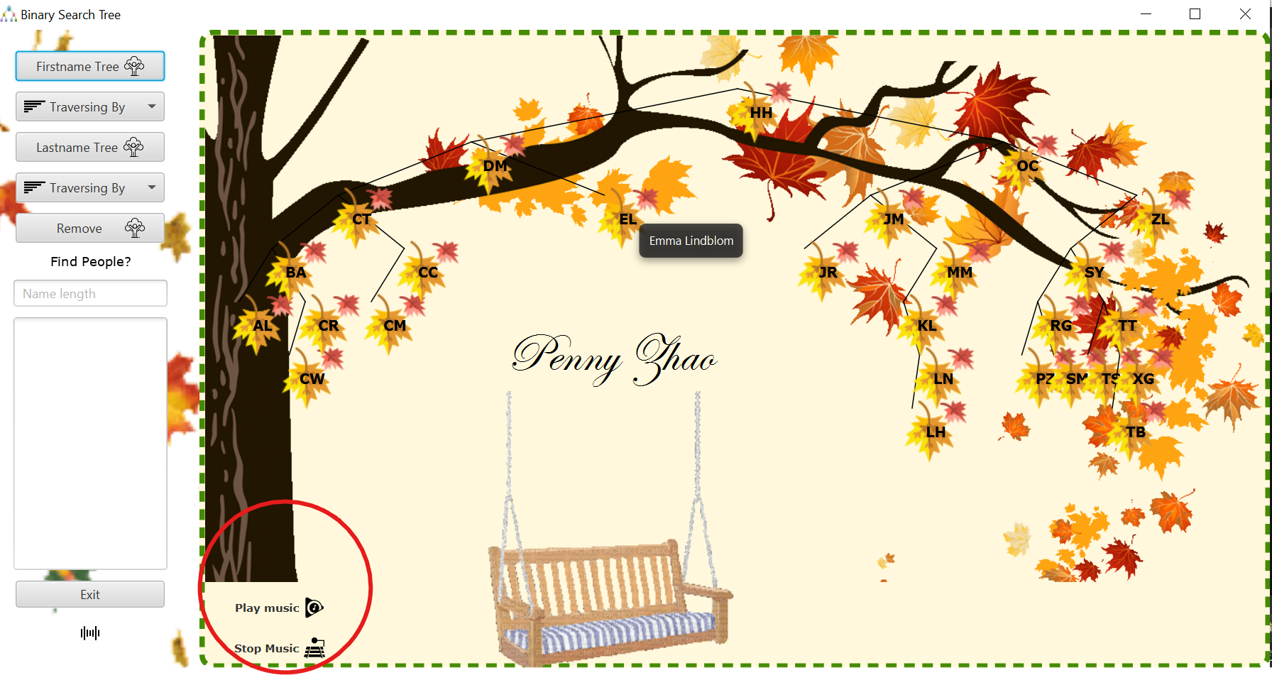 Binary Search Tree
Firstname Tree
Traversing By
Lastname Tree
Traversing By
Remove
Find People?
Name length
Exit
HH
DM
OC
CT
EL
JM
ZL
Emma Lindblom
BA
CC
JR
MM
SY
AL
CR
CM
KL
RG
TT
CW
LN
PZ
SM
TS
XG
LH
TB
Penny Zhao
Play music
Stop Music